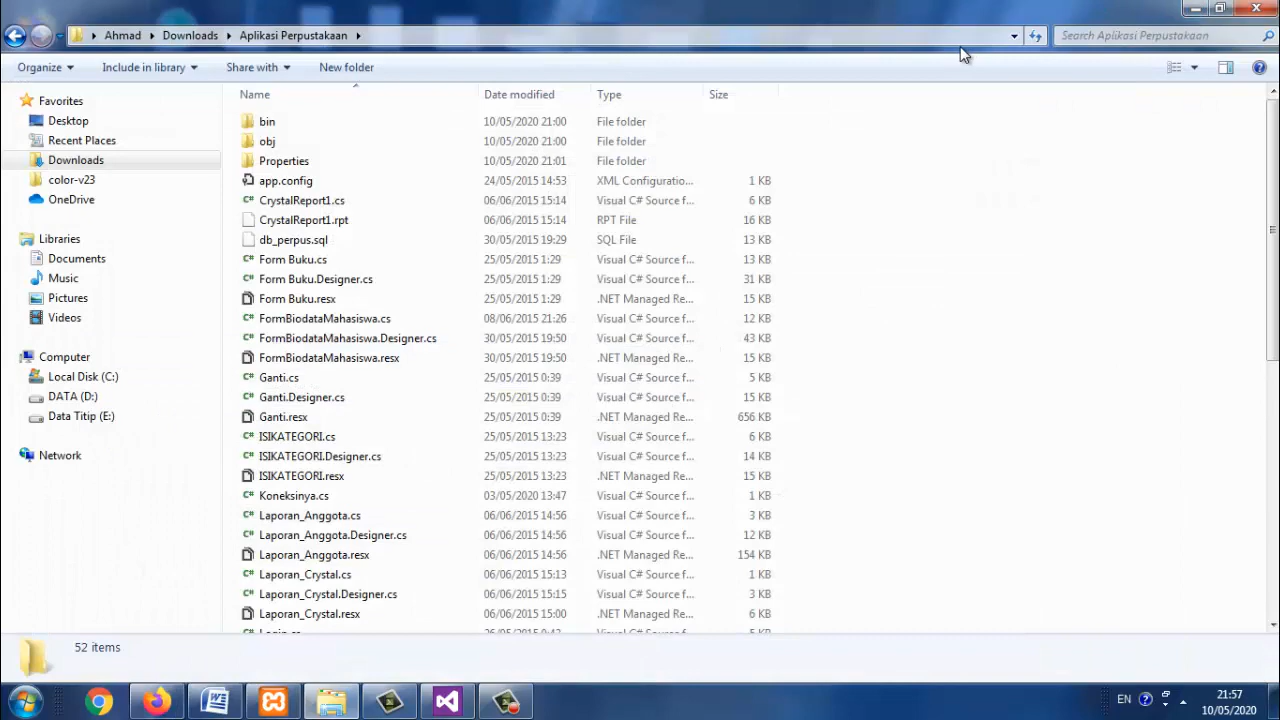 Ahmad Downloads Aplikasi Perpustakaan Search Aplikasi Perpustakaan
Organize Include in library Share with New folder
Favorites
Desktop
Recent Places
Downloads
color-v23
OneDrive
Libraries
Documents
Music
Pictures
Videos
Computer
Local Disk (C:)
DATA (D:)
Data Titip (E:)
Network
Name Date modified Type Size
bin 10/05/2020 21:00 File folder
obj 10/05/2020 21:00 File folder
Properties 10/05/2020 21:01 File folder
app.config 24/05/2015 14:53 XML Configuratio... 1 KB
CrystalReport1.cs 06/06/2015 15:14 Visual C# Source f... 6 KB
CrystalReport1.rpt 06/06/2015 15:14 RPT File 16 KB
db_perpus.sql 30/05/2015 19:29 SQL File 13 KB
Form Buku.cs 25/05/2015 1:29 Visual C# Source f... 13 KB
Form Buku.Designer.cs 25/05/2015 1:29 Visual C# Source f... 31 KB
Form Buku.resx 25/05/2015 1:29 .NET Managed Re... 15 KB
FormBiodataMahasiswa.cs 08/06/2015 21:26 Visual C# Source f... 12 KB
FormBiodataMahasiswa.Designer.cs 30/05/2015 19:50 Visual C# Source f... 43 KB
FormBiodataMahasiswa.resx 30/05/2015 19:50 .NET Managed Re... 15 KB
Ganti.cs 25/05/2015 0:39 Visual C# Source f... 5 KB
Ganti.Designer.cs 25/05/2015 0:39 Visual C# Source f... 15 KB
Ganti.resx 25/05/2015 0:39 .NET Managed Re... 656 KB
ISIKATEGORI.cs 25/05/2015 13:23 Visual C# Source f... 6 KB
ISIKATEGORI.Designer.cs 25/05/2015 13:23 Visual C# Source f... 14 KB
ISIKATEGORI.resx 25/05/2015 13:23 .NET Managed Re... 15 KB
Koneksinya.cs 03/05/2020 13:47 Visual C# Source f... 1 KB
Laporan_Anggota.cs 06/06/2015 14:56 Visual C# Source f... 3 KB
Laporan_Anggota.Designer.cs 06/06/2015 14:56 Visual C# Source f... 12 KB
Laporan_Anggota.resx 06/06/2015 14:56 .NET Managed Re... 154 KB
Laporan_Crystal.cs 06/06/2015 15:13 Visual C# Source f... 1 KB
Laporan_Crystal.Designer.cs 06/06/2015 15:15 Visual C# Source f... 3 KB
Laporan_Crystal.resx 06/06/2015 15:00 .NET Managed Re... 6 KB
52 items
EN 21:57
10/05/2020